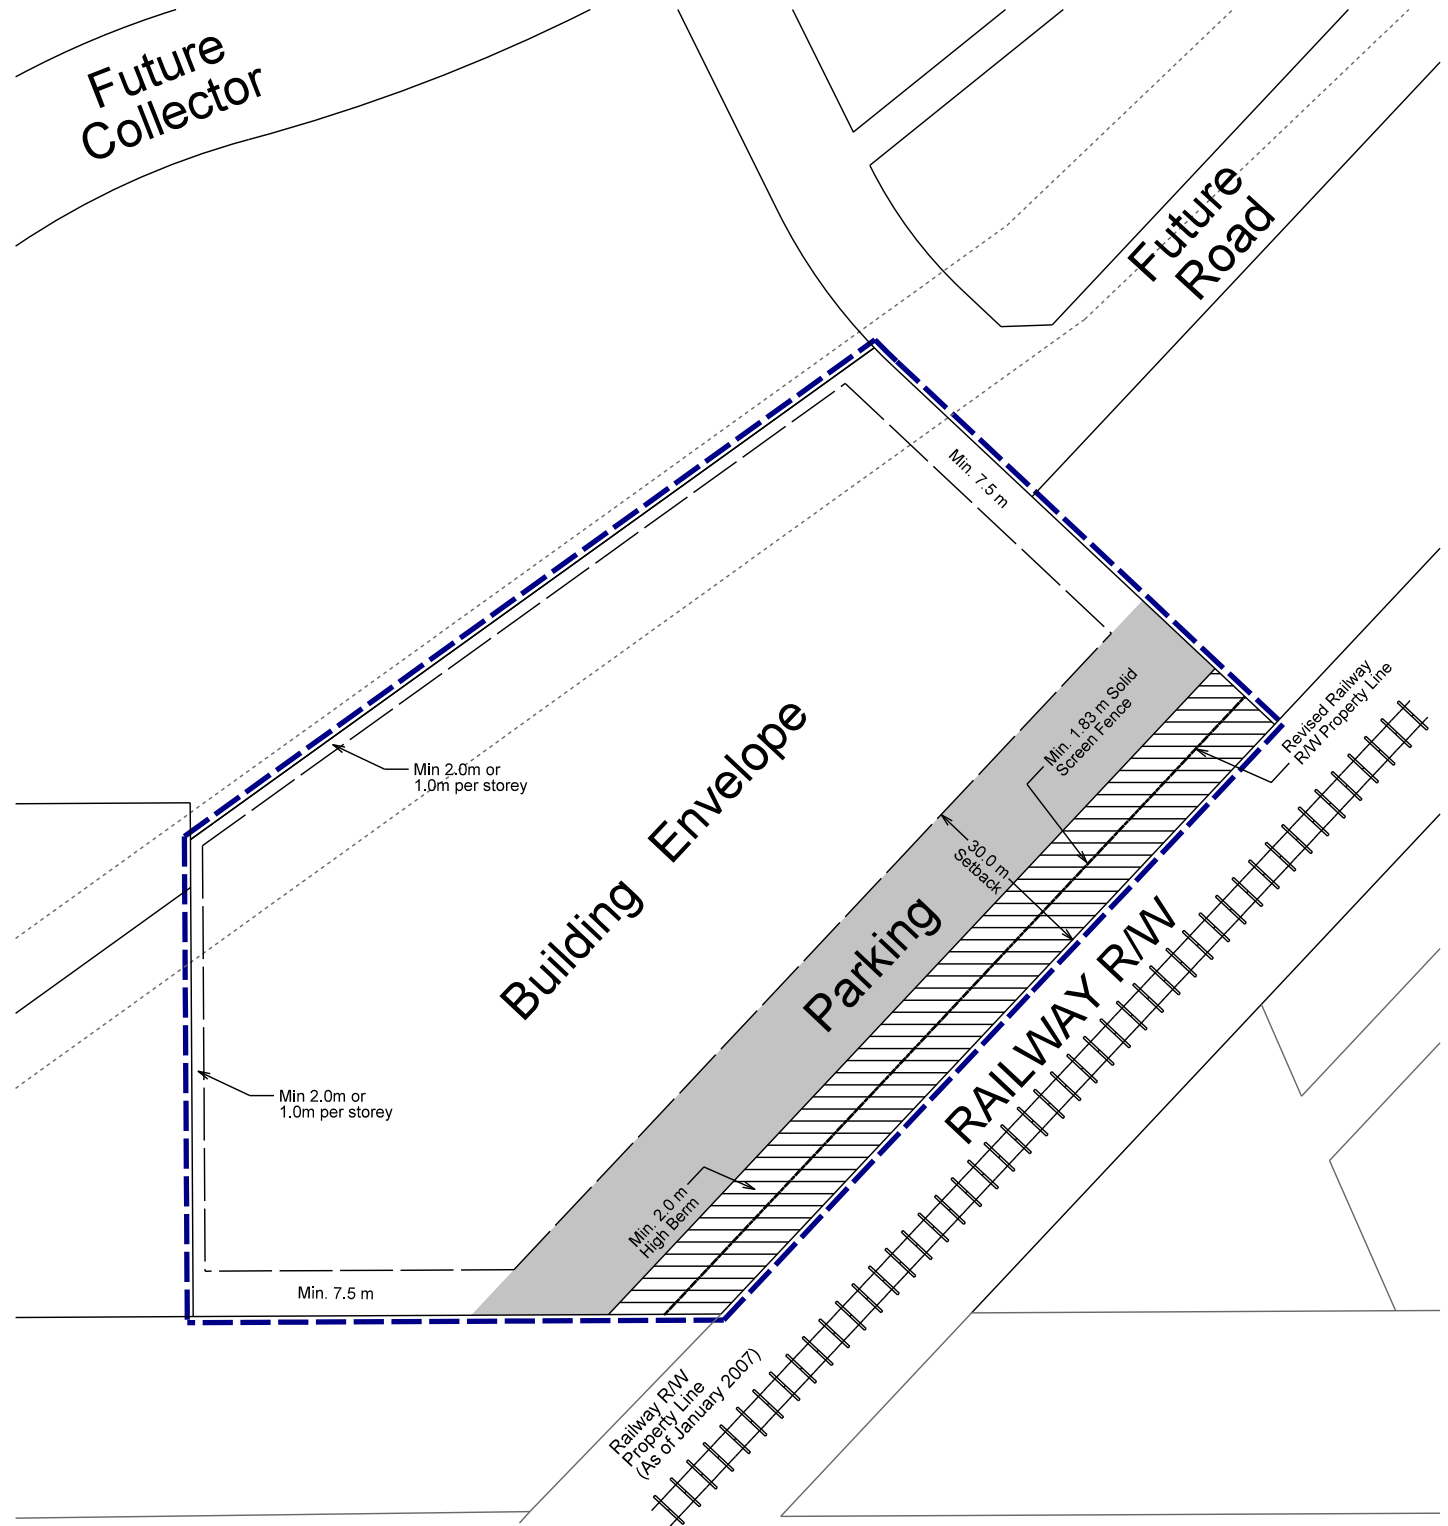 Future
Collector
Future
Road
Min. 7.5 m
Min. 1.83 m Solid
Screen Fence
Revised Railway
R/W Property Line
Min 2.0m or
1.0m per storey
Building Envelope
30.0 m
Setback
Parking
RAILWAY R/W
Min 2.0m or
1.0m per storey
Min. 2.0 m
High Berm
Min. 7.5 m
Railway R/W
Property Line
(As of January 2007)